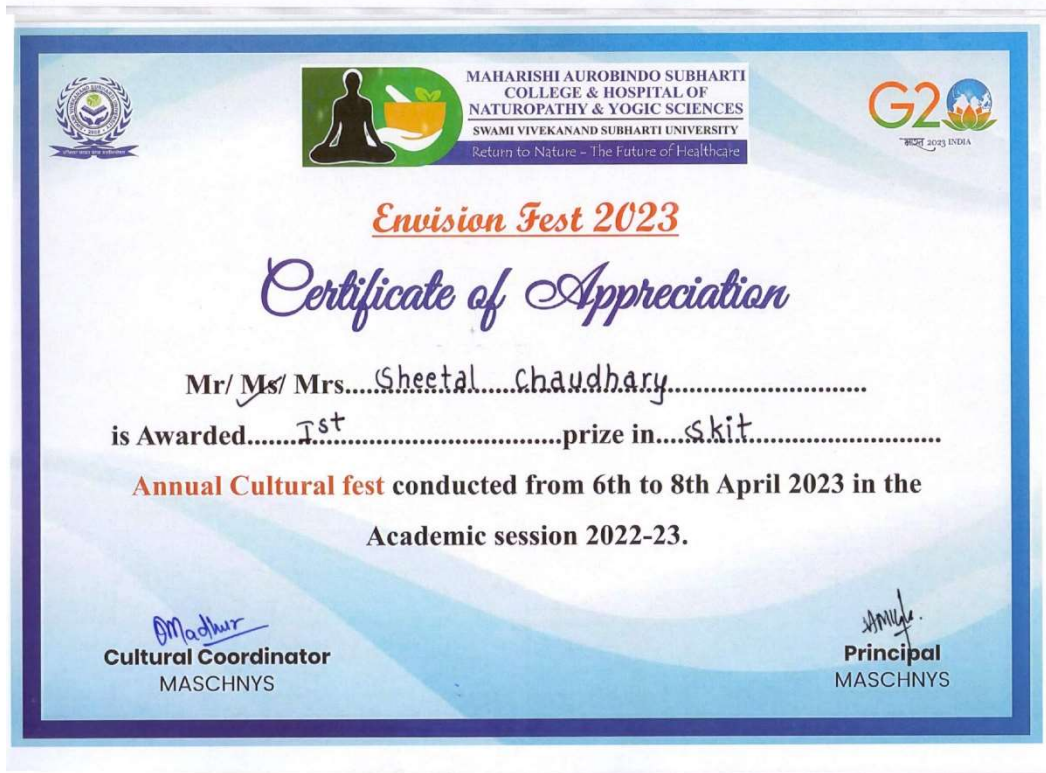 MAHARISHI AUROBINDO SUBHARTI
COLLEGE & HOSPITAL OF
NATUROPATHY & YOGIC SCIENCES
SWAMI VIVEKANAND SUBHARTI UNIVERSITY
Return to Nature - The Future of Healthcare
G20
भारत 2023 INDIA
Envision Fest 2023
Certificate of Appreciation
Mr/ Ms/ Mrs....Sheetal.....Chaudhary..............................
is Awarded.......Ist.................................prize in....Skit...........................
Annual Cultural fest conducted from 6th to 8th April 2023 in the
Academic session 2022-23.
Madhur
Cultural Coordinator
MASCHNYS
Principal
MASCHNYS